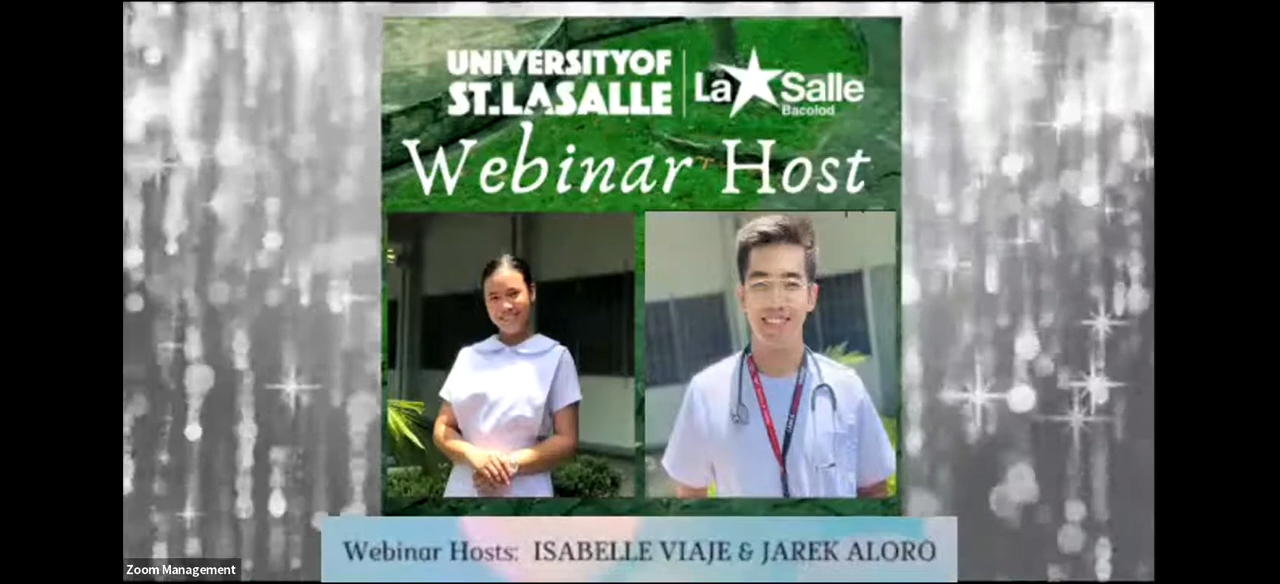 UNIVERSITYOF
ST.LASALLE
La Salle
Bacolod
Webinar Host
Webinar Hosts: ISABELLE VIAJE & JAREK ALORO
Zoom Management